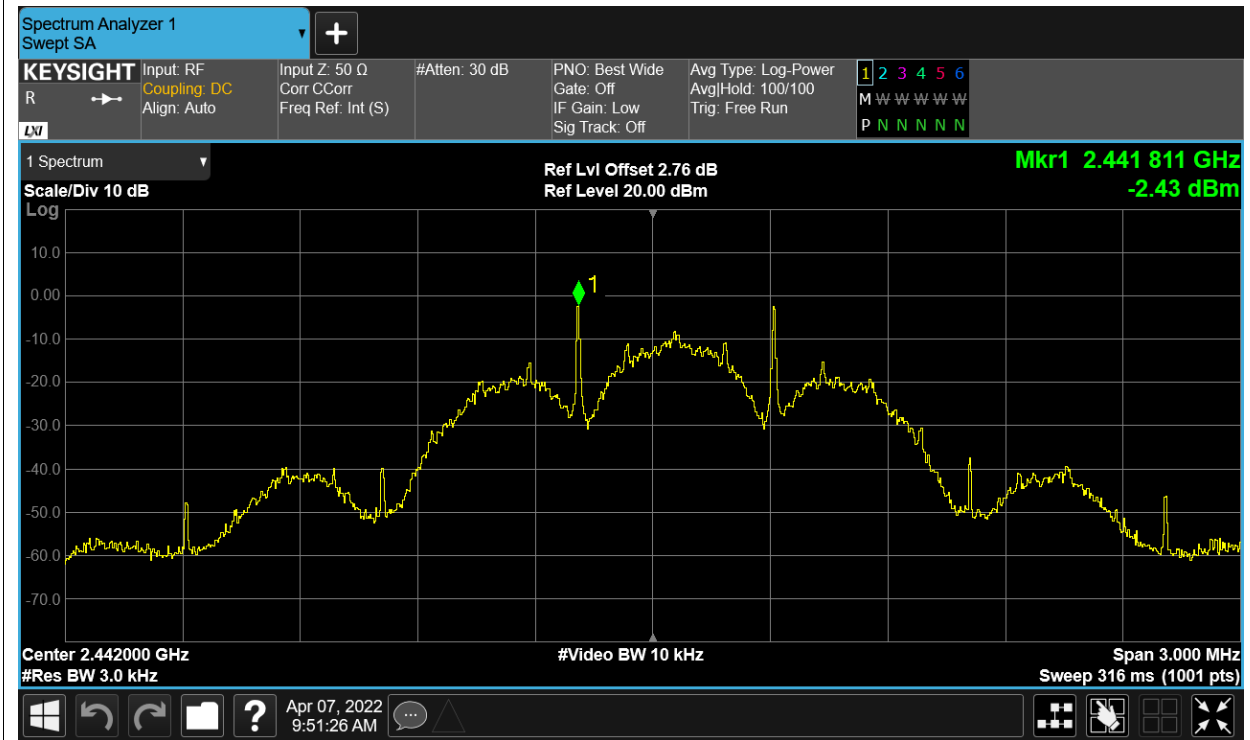 Spectrum Analyzer 1
Swept SA
KEYSIGHT
R
LXI
Input: RF
Coupling: DC
Align: Auto
Input Z: 50 Ω
Corr CCorr
Freq Ref: Int (S)
#Atten: 30 dB
PNO: Best Wide
Gate: Off
IF Gain: Low
Sig Track: Off
Avg Type: Log-Power
Avg|Hold: 100/100
Trig: Free Run
1 2 3 4 5 6
M W W W W W
P N N N N N
1 Spectrum
Scale/Div 10 dB
Log
Ref Lvl Offset 2.76 dB
Ref Level 20.00 dBm
Mkr1 2.441 811 GHz
-2.43 dBm
10.0
0.00
-10.0
-20.0
-30.0
-40.0
-50.0
-60.0
-70.0
1
Center 2.442000 GHz
#Res BW 3.0 kHz
#Video BW 10 kHz
Span 3.000 MHz
Sweep 316 ms (1001 pts)
?
Apr 07, 2022
9:51:26 AM